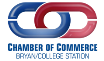 CHAMBER OF COMMERCE
BRYAN/COLLEGE STATION